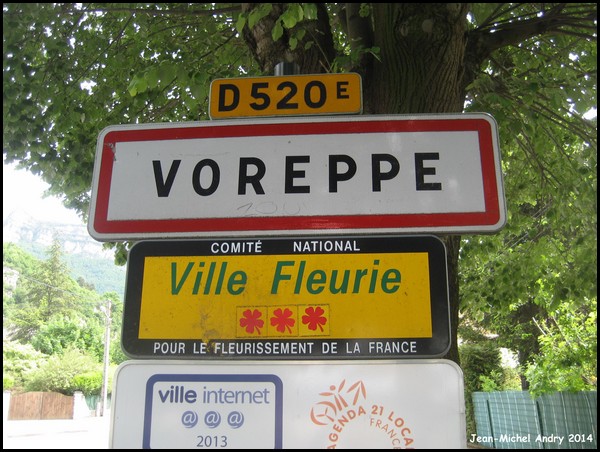 D520E
VOREPPE
COMITÉ NATIONAL
Ville Fleurie
POUR LE FLEURISSEMENT DE LA FRANCE
ville internet
@ @ @
2013
AGENDA 21 LOCAL
FRANCE
Jean-Michel Andry 2014